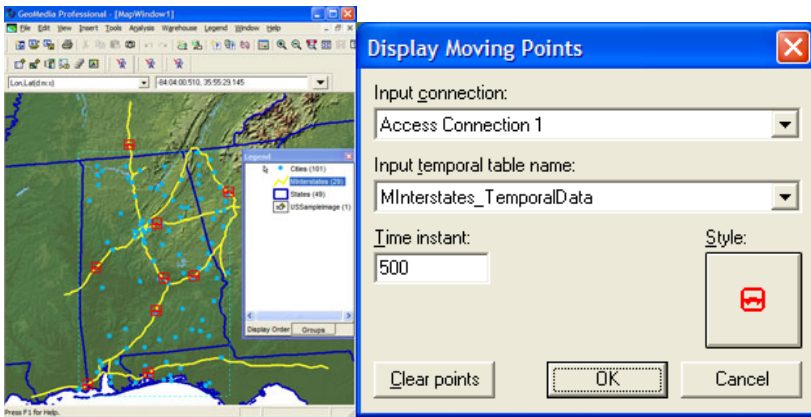 GeoMedia Professional - [MapWindow1]
File Edit View Insert Tools Analysis Warehouse Legend Window Help
Lon,Lat(d:m:s) -84:04:00.510, 35:55:29.145
Legend
Cities (101)
MInterstates (29)
States (49)
USSampleImage (1)
Display Order Groups
Press F1 for Help.
Display Moving Points
Input connection:
Access Connection 1
Input temporal table name:
MInterstates_TemporalData
Time instant:
Style:
500
Clear points OK Cancel